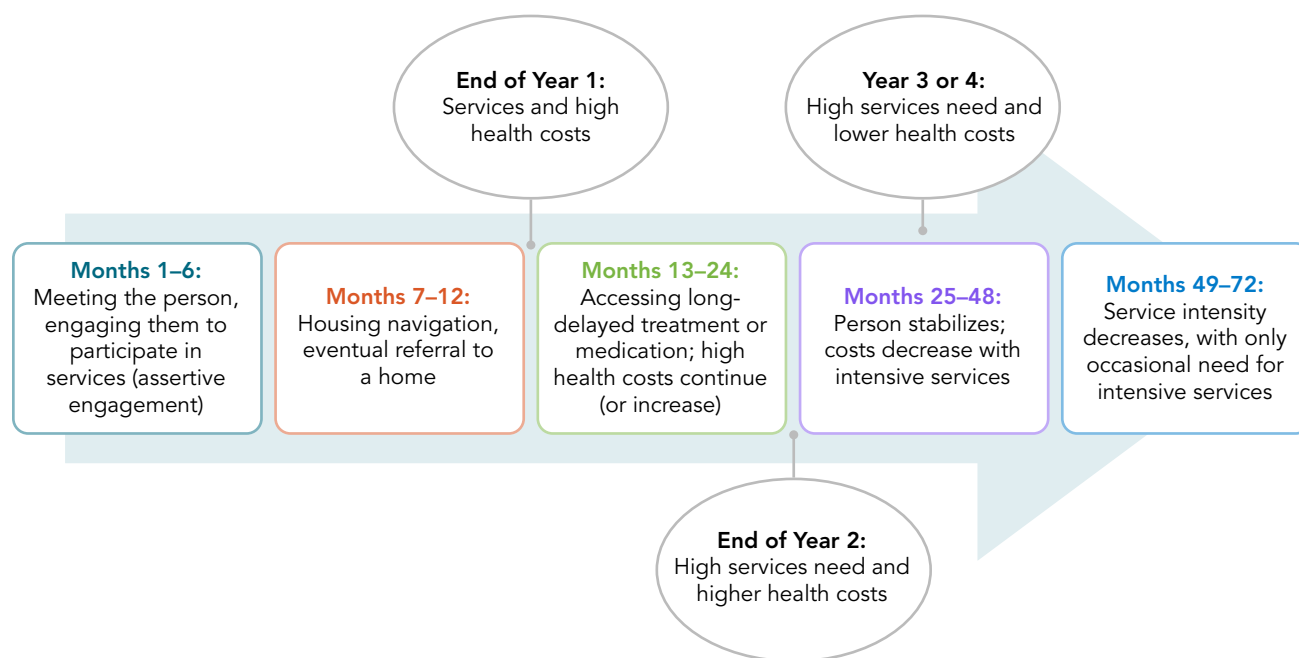 End of Year 1:
Services and high
health costs
Year 3 or 4:
High services need and
lower health costs
Months 1–6:
Meeting the person,
engaging them to
participate in
services (assertive
engagement)
Months 7–12:
Housing navigation,
eventual referral to
a home
Months 13–24:
Accessing long-
delayed treatment or
medication; high
health costs continue
(or increase)
Months 25–48:
Person stabilizes;
costs decrease with
intensive services
Months 49–72:
Service intensity
decreases, with only
occasional need for
intensive services
End of Year 2:
High services need and
higher health costs